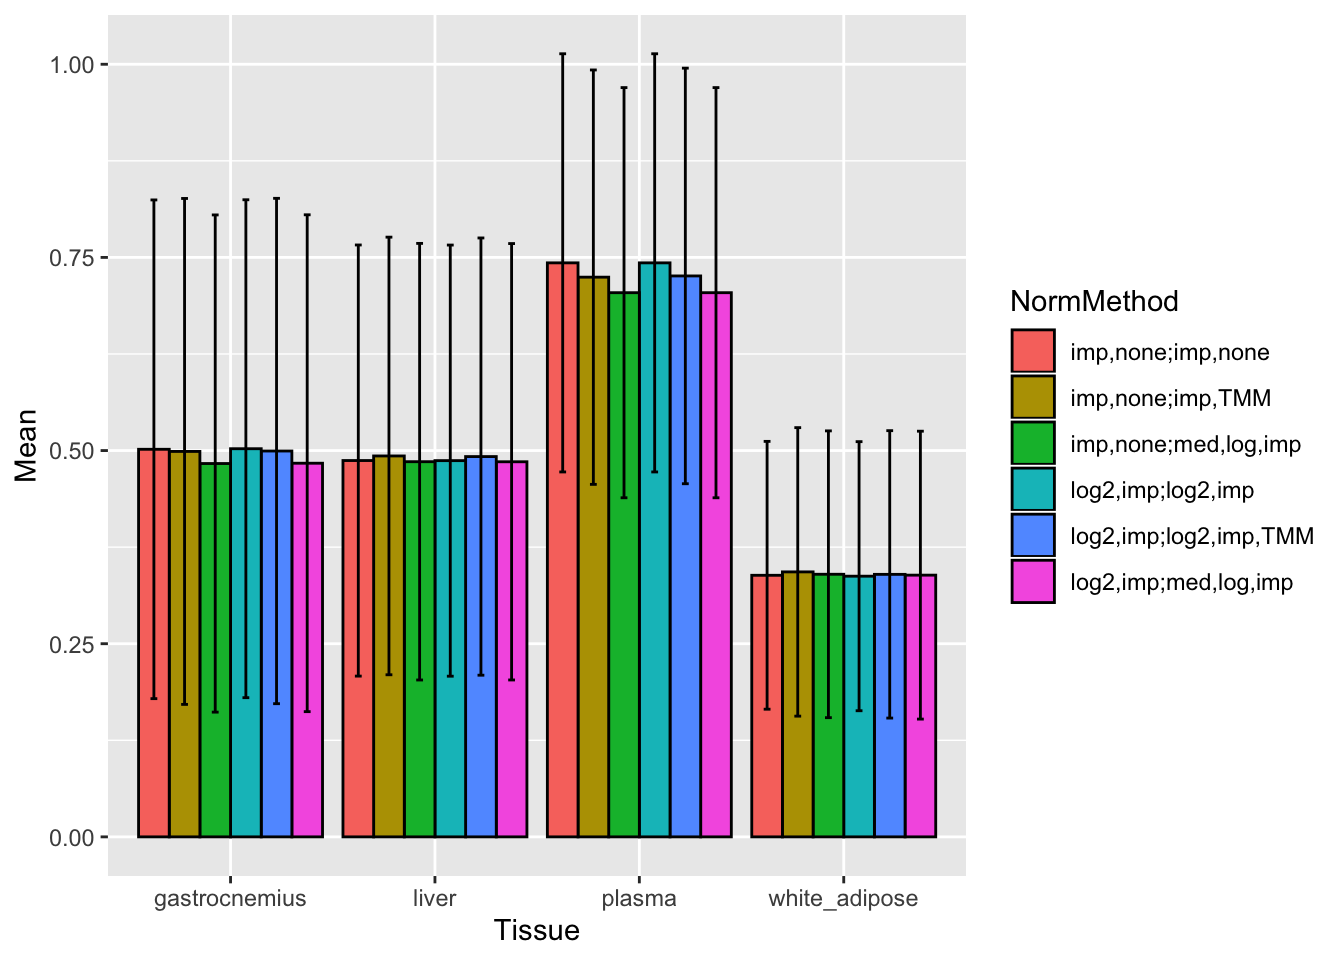 1.00
0.75
0.50
0.25
0.00
Mean
gastrocnemius
liver
plasma
white_adipose
Tissue
NormMethod
imp,none;imp,none
imp,none;imp,TMM
imp,none;med,log,imp
log2,imp;log2,imp
log2,imp;log2,imp,TMM
log2,imp;med,log,imp